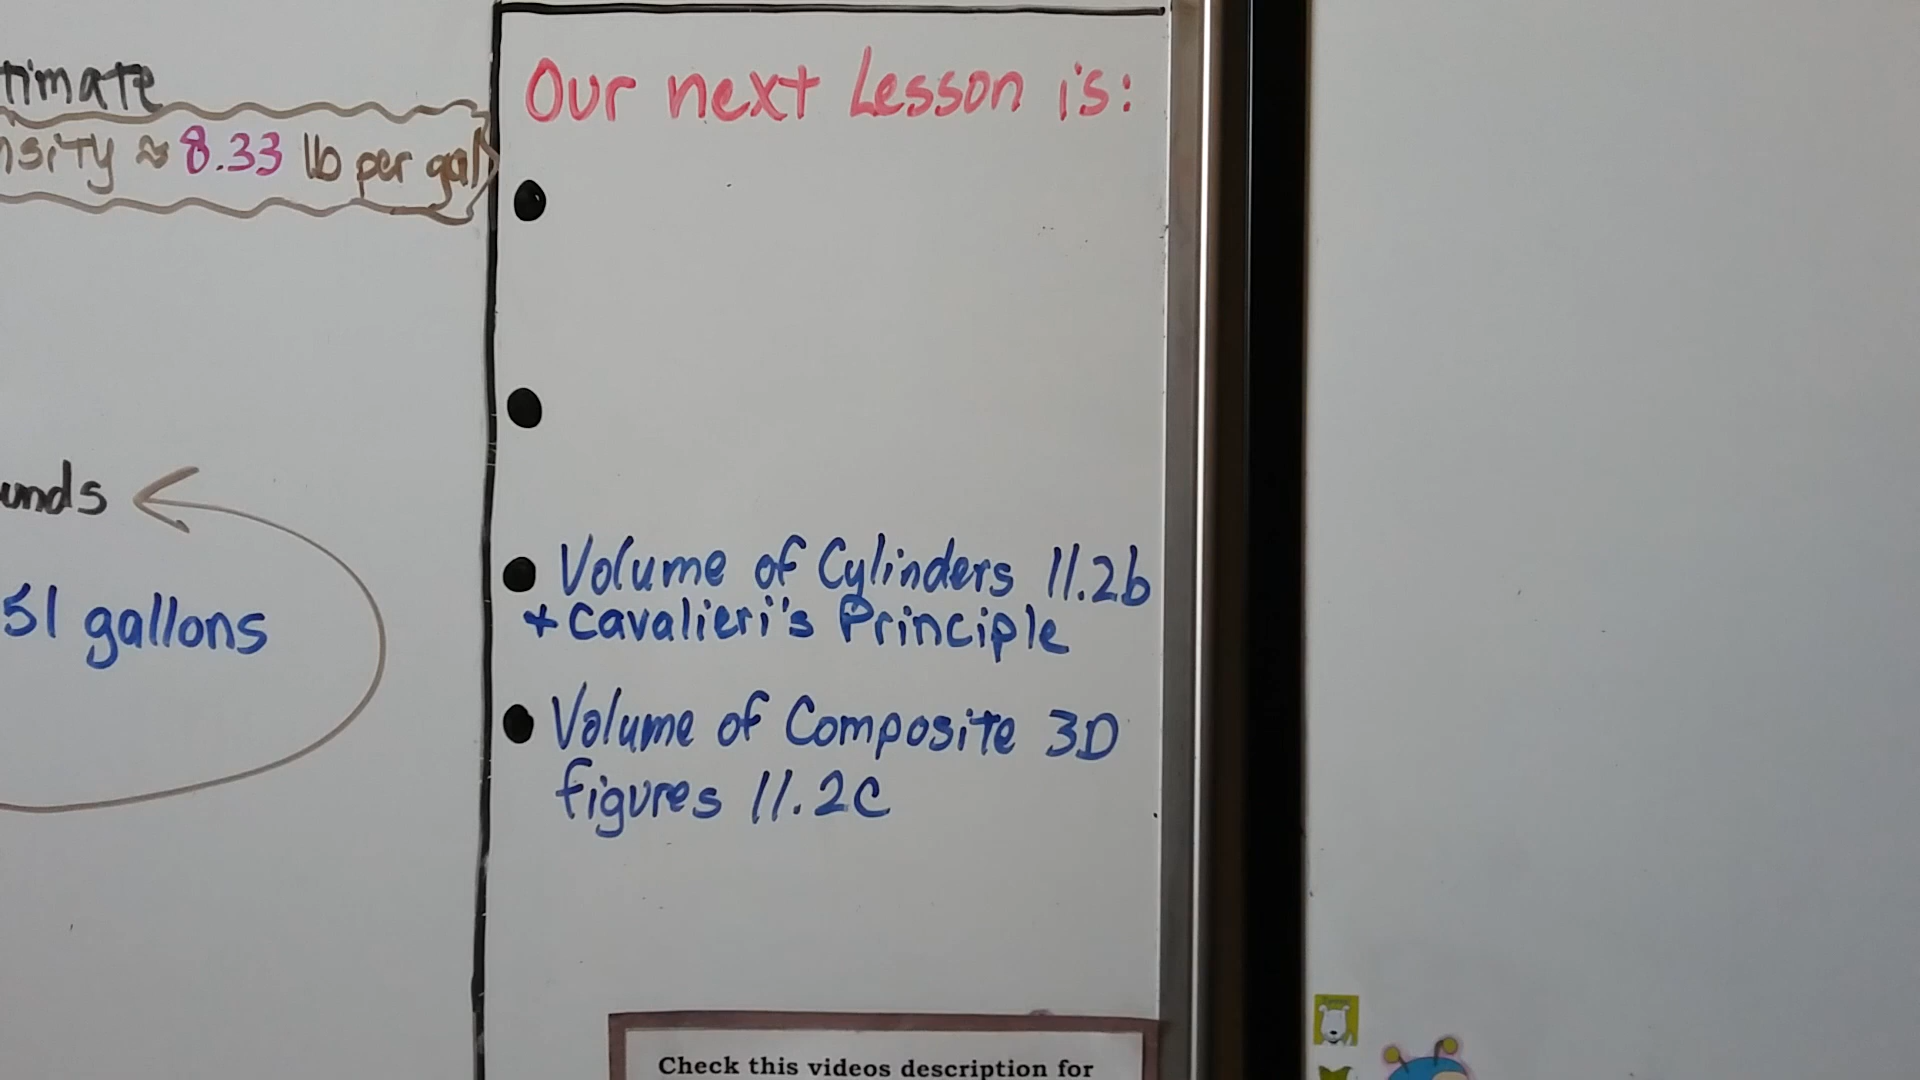 timate
nsity ≈ 8.33 lb per gal
unds
51 gallons
Our next Lesson is:
● Volume of Cylinders 11.2b
+ Cavalieri's Principle
● Volume of Composite 3D
figures 11.2c
Check this videos description for